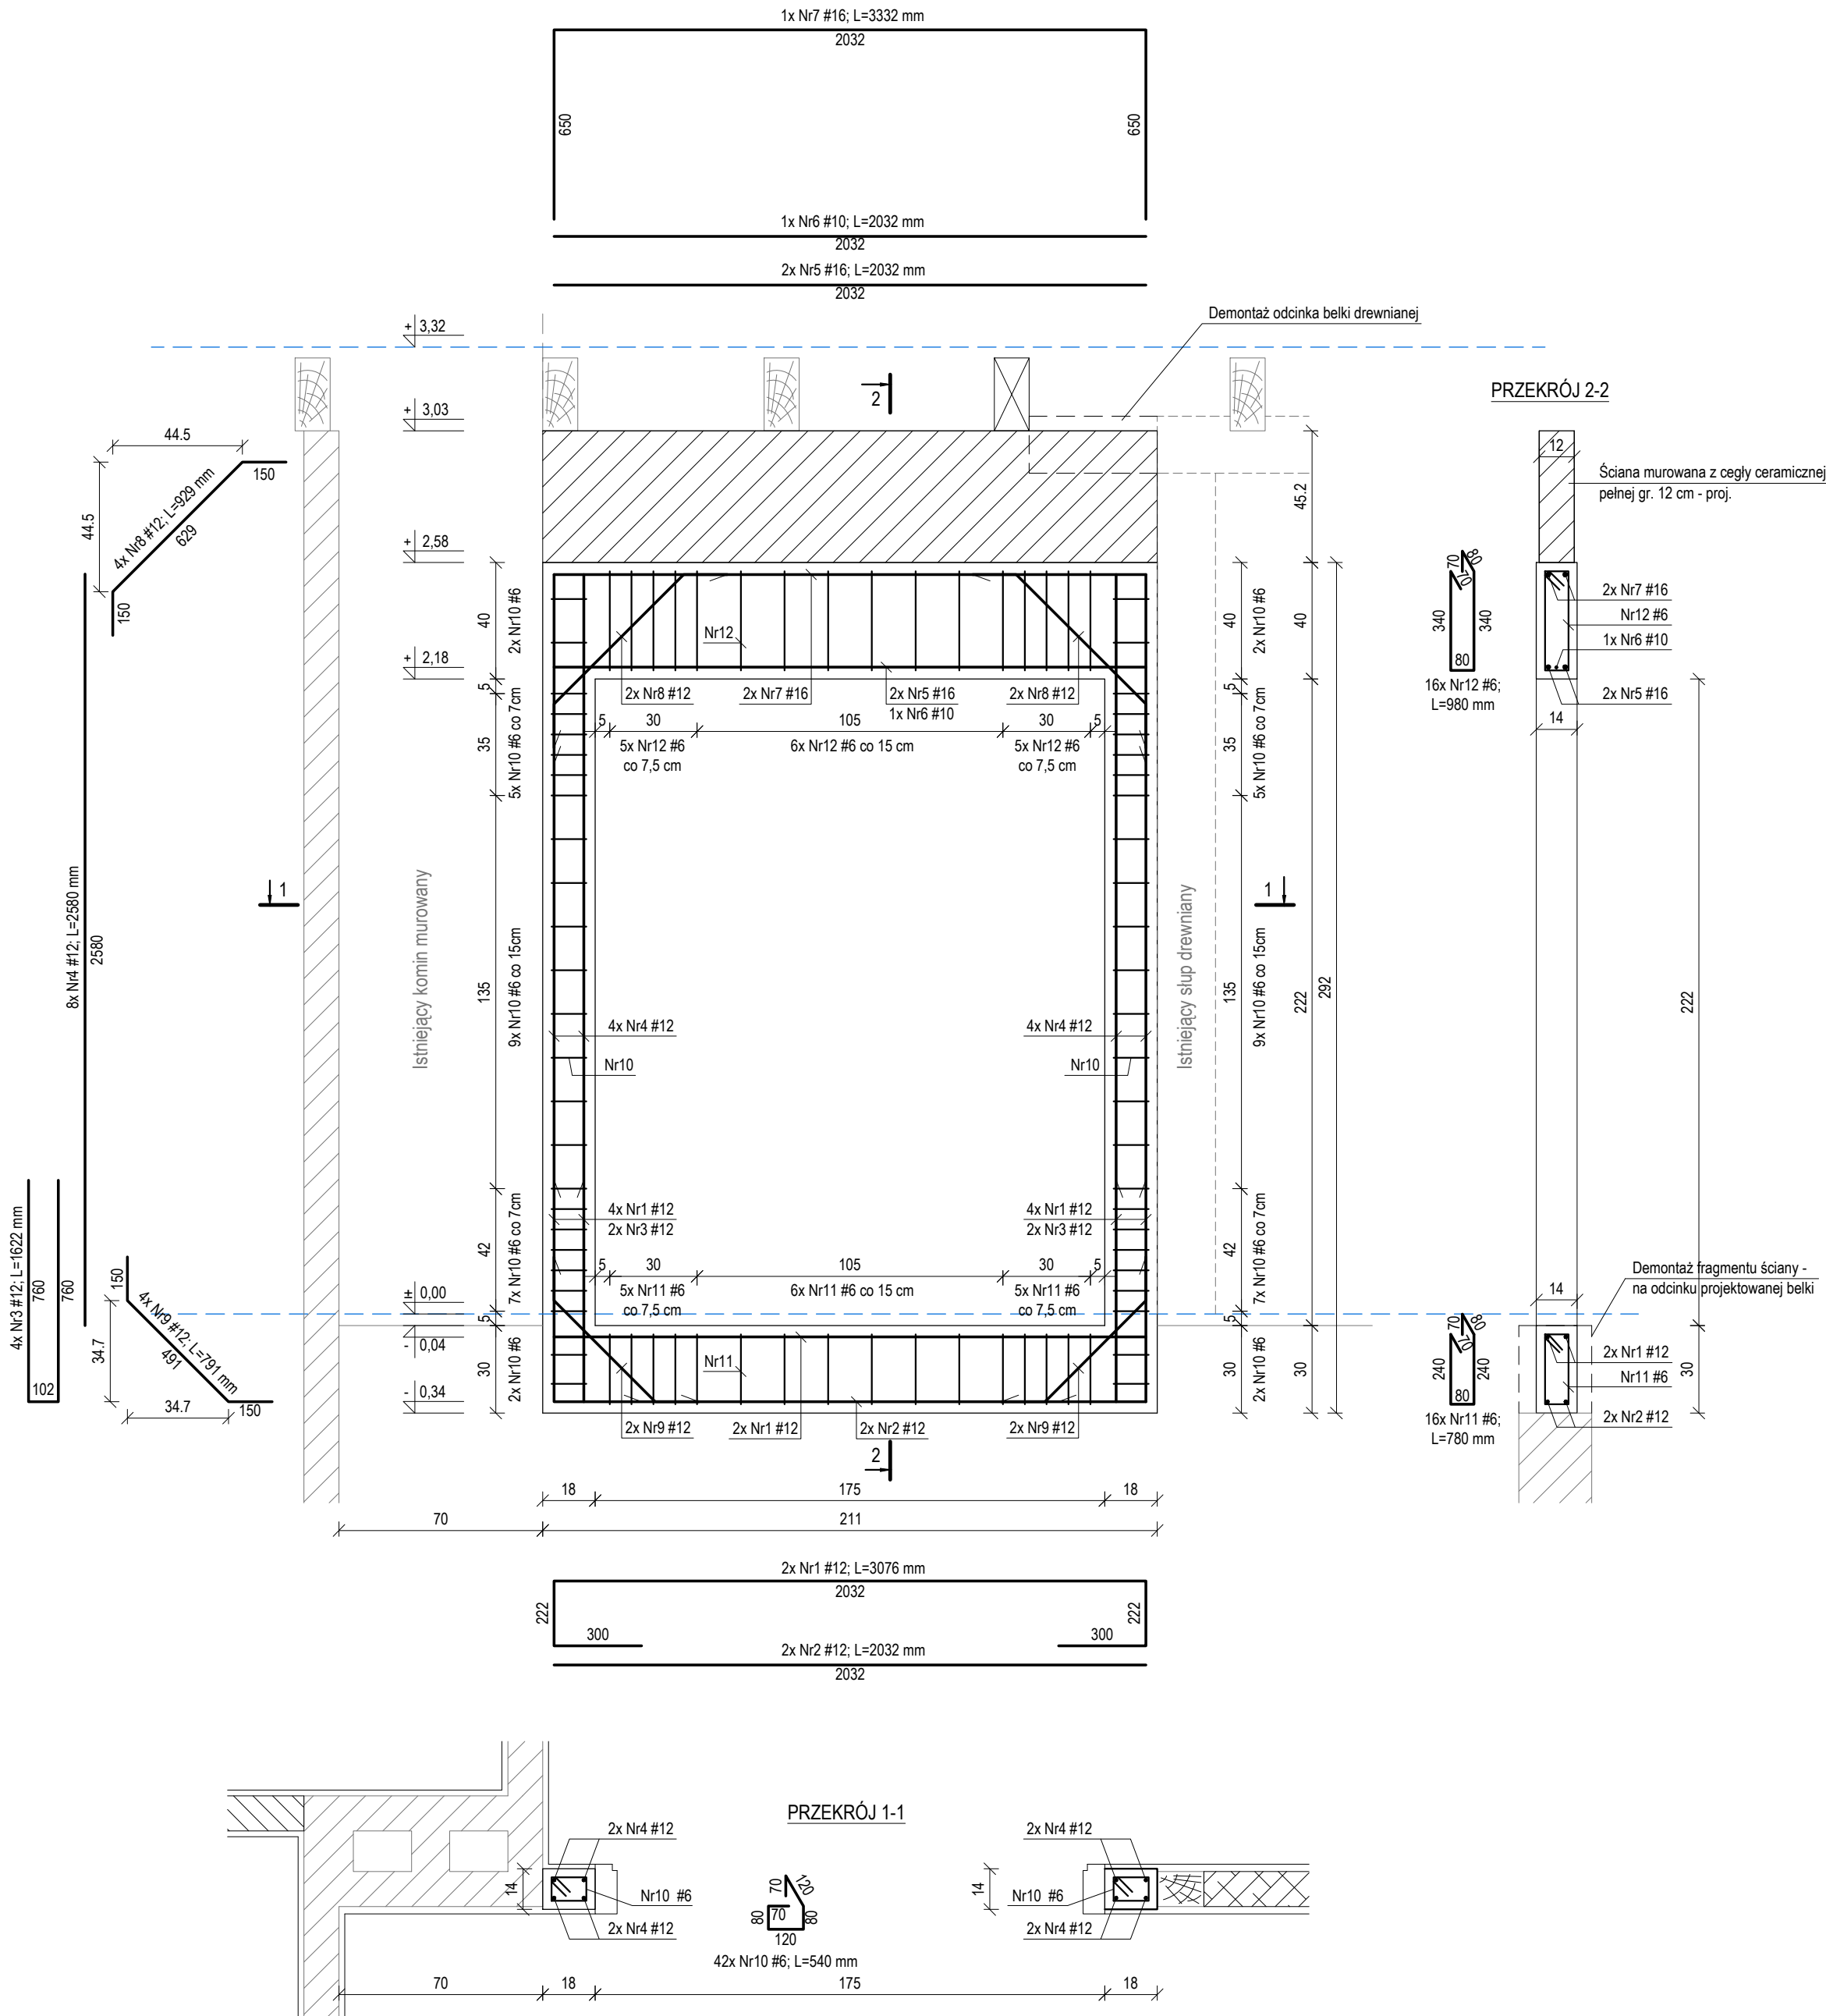 1x Nr7 #16; L=3332 mm
2032
650
650
1x Nr6 #10; L=2032 mm
2032
2x Nr5 #16; L=2032 mm
2032
Demontaż odcinka belki drewnianej
+ 3,32
2
PRZEKRÓJ 2-2
+ 3,03
44.5
150
44.5
4x Nr8 #12; L=929 mm
629
150
12
Ściana murowana z cegły ceramicznej
pełnej gr. 12 cm - proj.
45.2
+ 2,58
40
2x Nr10 #6
Nr12
40
2x Nr10 #6
40
70
80
70
340
340
80
16x Nr12 #6;
L=980 mm
2x Nr7 #16
Nr12 #6
1x Nr6 #10
2x Nr5 #16
14
+ 2,18
5
2x Nr8 #12
2x Nr7 #16
2x Nr5 #16
1x Nr6 #10
2x Nr8 #12
5
5
30
105
30
5
5x Nr12 #6
co 7,5 cm
6x Nr12 #6 co 15 cm
5x Nr12 #6
co 7,5 cm
35
5x Nr10 #6 co 7cm
35
5x Nr10 #6 co 7cm
8x Nr4 #12; L=2580 mm
2580
1
1
Istniejący komin murowany
Istniejący słup drewniany
135
9x Nr10 #6 co 15cm
135
9x Nr10 #6 co 15cm
222
292
222
4x Nr4 #12
4x Nr4 #12
Nr10
Nr10
4x Nr1 #12
2x Nr3 #12
4x Nr1 #12
2x Nr3 #12
4x Nr3 #12; L=1622 mm
760
760
102
42
7x Nr10 #6 co 7cm
42
7x Nr10 #6 co 7cm
5
30
105
30
5
5x Nr11 #6
co 7,5 cm
6x Nr11 #6 co 15 cm
5x Nr11 #6
co 7,5 cm
150
4x Nr9 #12; L=791 mm
491
34.7
34.7
150
± 0,00
- 0,04
- 0,34
5
5
30
2x Nr10 #6
Nr11
30
2x Nr10 #6
30
Demontaż fragmentu ściany -
na odcinku projektowanej belki
14
70
80
70
240
240
80
16x Nr11 #6;
L=780 mm
2x Nr1 #12
Nr11 #6
2x Nr2 #12
30
2x Nr9 #12
2x Nr1 #12
2x Nr2 #12
2x Nr9 #12
2
18
175
18
70
211
2x Nr1 #12; L=3076 mm
2032
222
222
300
300
2x Nr2 #12; L=2032 mm
2032
PRZEKRÓJ 1-1
2x Nr4 #12
2x Nr4 #12
14
Nr10 #6
70
120
80
70
80
120
Nr10 #6
14
2x Nr4 #12
2x Nr4 #12
42x Nr10 #6; L=540 mm
70
18
175
18